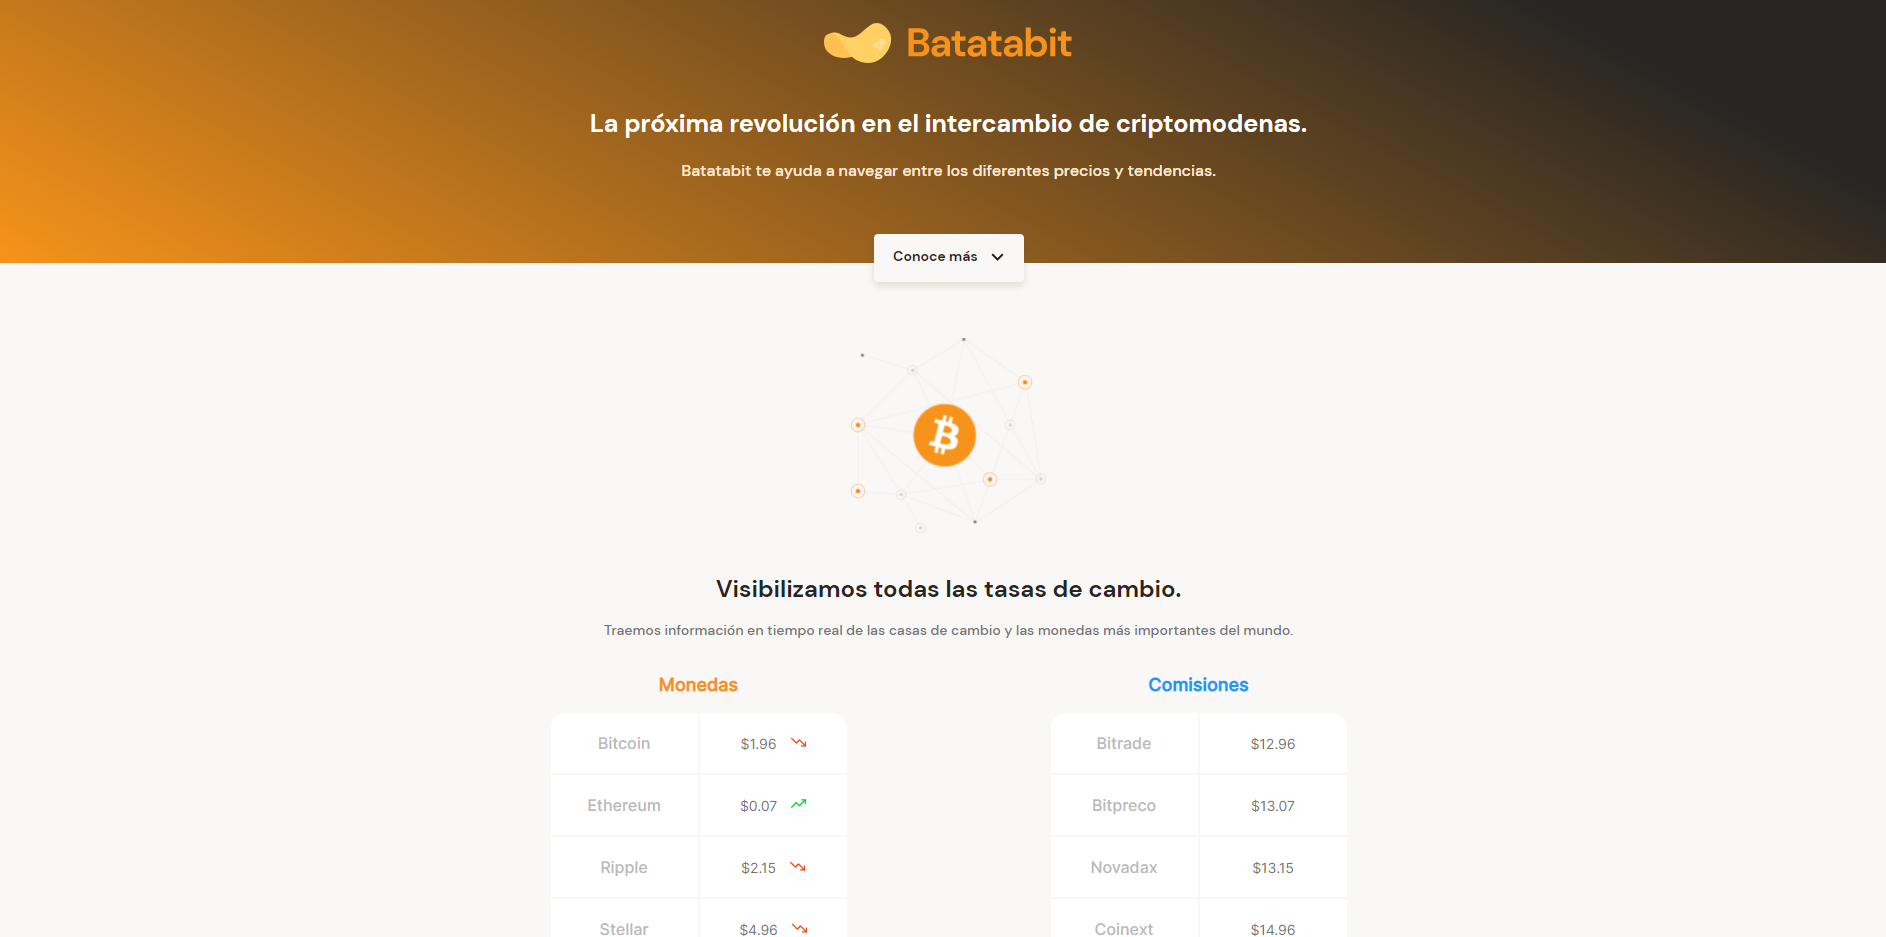 Batatabit
La próxima revolución en el intercambio de criptomodenas.
Batatabit te ayuda a navegar entre los diferentes precios y tendencias.
Conoce más
Visibilizamos todas las tasas de cambio.
Traemos información en tiempo real de las casas de cambio y las monedas más importantes del mundo.
Monedas
Bitcoin $1.96
Ethereum $0.07
Ripple $2.15
Stellar $4.96
Comisiones
Bitrade $12.96
Bitpreco $13.07
Novadax $13.15
Coinext $14.96